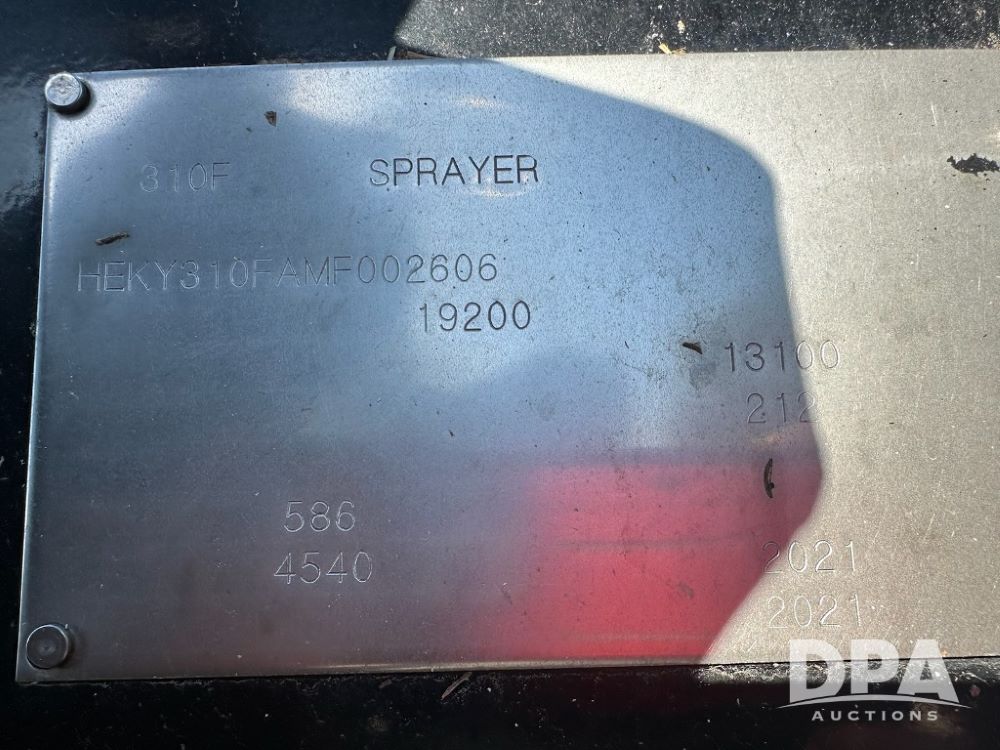 310F SPRAYER
HEKY310FAMF002606
19200
13100
212
586
4540
2021
2021
DPA
AUCTIONS